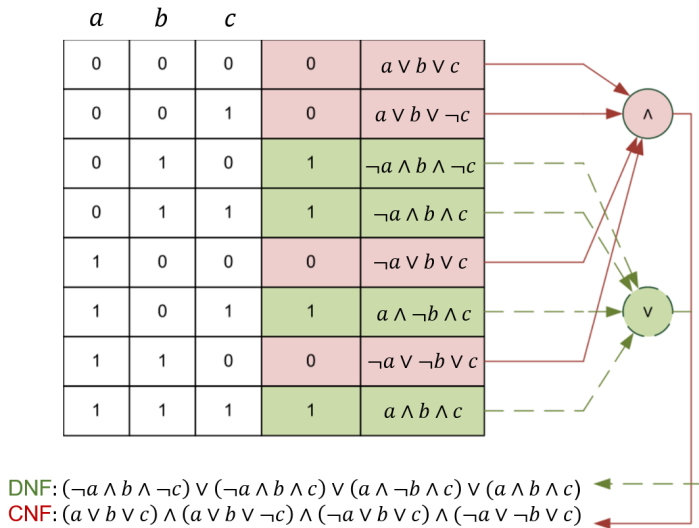 a b c
0 0 0 0 a ∨ b ∨ c
0 0 1 0 a ∨ b ∨ ¬c
0 1 0 1 ¬a ∧ b ∧ ¬c
0 1 1 1 ¬a ∧ b ∧ c
1 0 0 0 ¬a ∨ b ∨ c
1 0 1 1 a ∧ ¬b ∧ c
1 1 0 0 ¬a ∨ ¬b ∨ c
1 1 1 1 a ∧ b ∧ c
∧
∨
DNF: (¬a ∧ b ∧ ¬c) ∨ (¬a ∧ b ∧ c) ∨ (a ∧ ¬b ∧ c) ∨ (a ∧ b ∧ c)
CNF: (a ∨ b ∨ c) ∧ (a ∨ b ∨ ¬c) ∧ (¬a ∨ b ∨ c) ∧ (¬a ∨ ¬b ∨ c)